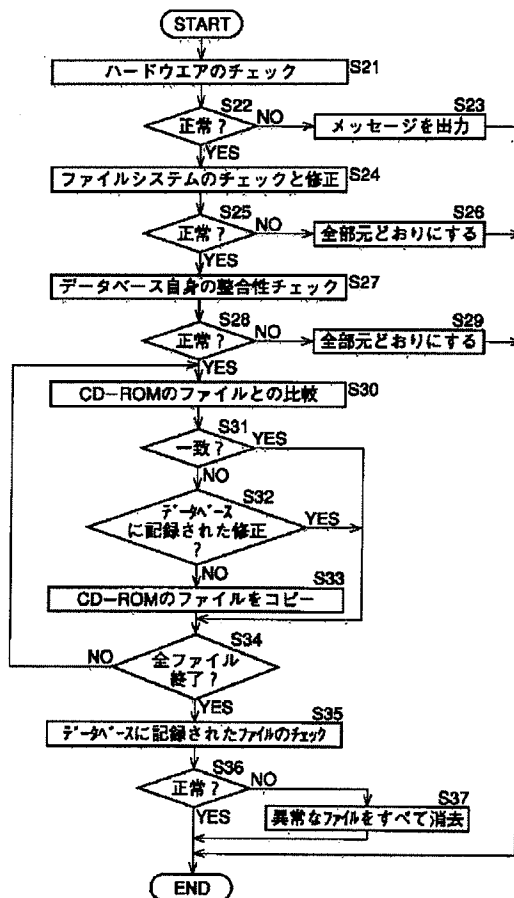 START
ハードウエアのチェック S21
S22
正常? NO
YES
S23
メッセージを出力
ファイルシステムのチェックと修正 S24
S25
正常? NO
YES
S26
全部元どおりにする
データベース自身の整合性チェック S27
S28
正常? NO
YES
S29
全部元どおりにする
CD-ROMのファイルとの比較 S30
S31
一致? YES
NO
S32
データベース
に記録された修正 YES
?
NO
S33
CD-ROMのファイルをコピー
S34
NO 全ファイル
終了?
YES
S35
データベースに記録されたファイルのチェック
S36
正常? NO
YES
S37
異常なファイルをすべて消去
END